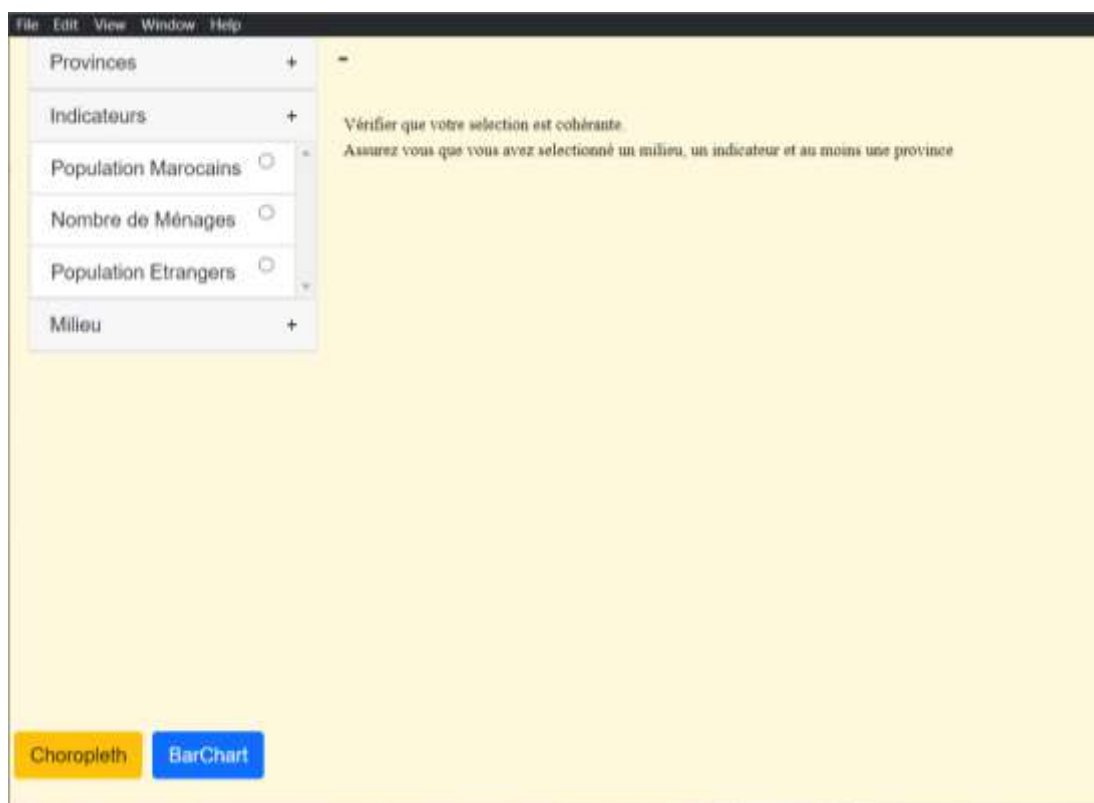 File Edit View Window Help
Provinces +
-
Indicateurs +
Population Marocains
Nombre de Ménages
Population Etrangers
Milieu +
Vérifier que votre selection est cohérante.
Assurez vous que vous avez selectionné un milieu, un indicateur et au moins une province
Choropleth BarChart